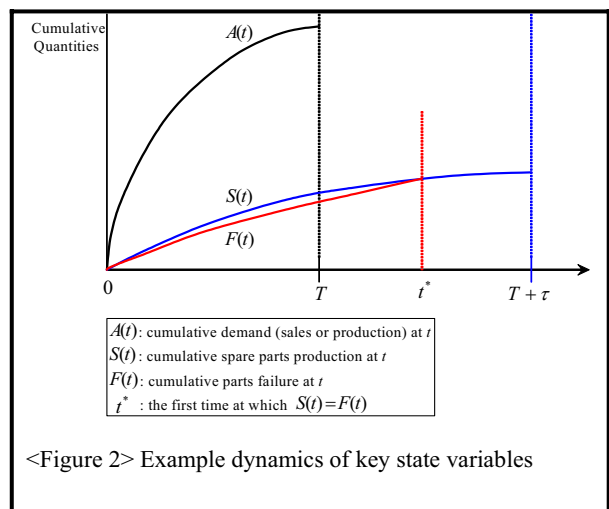 Cumulative
Quantities
A(t)
S(t)
F(t)
0
T
t*
T + τ
A(t): cumulative demand (sales or production) at t
S(t): cumulative spare parts production at t
F(t): cumulative parts failure at t
t* : the first time at which S(t)=F(t)
<Figure 2> Example dynamics of key state variables